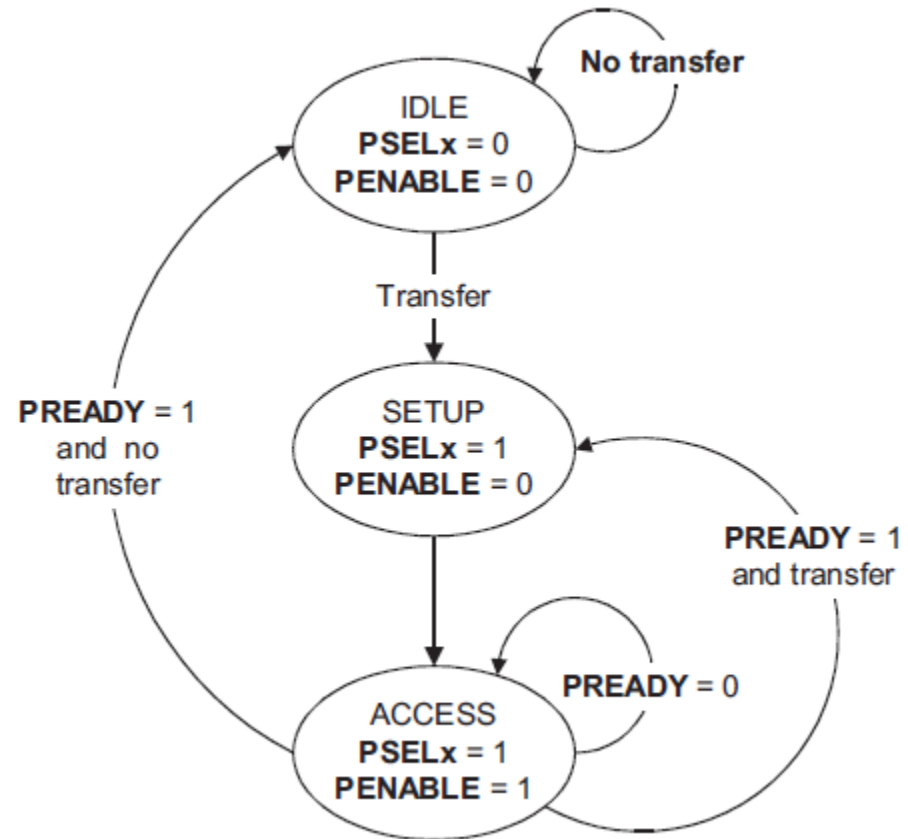 No transfer
IDLE
PSELx = 0
PENABLE = 0
Transfer
PREADY = 1
and no
transfer
SETUP
PSELx = 1
PENABLE = 0
PREADY = 1
and transfer
PREADY = 0
ACCESS
PSELx = 1
PENABLE = 1